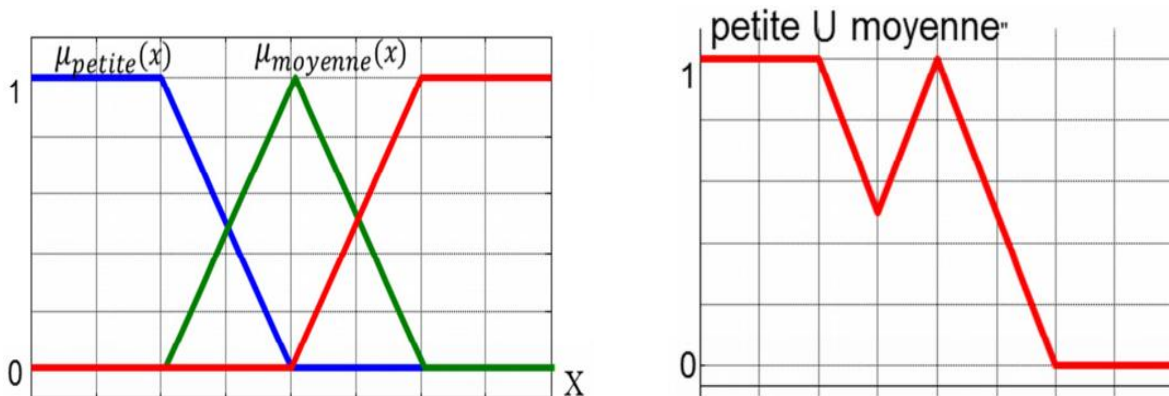 μpetite(x)
μmoyenne(x)
1
0
X
petite U moyenne"
1
0